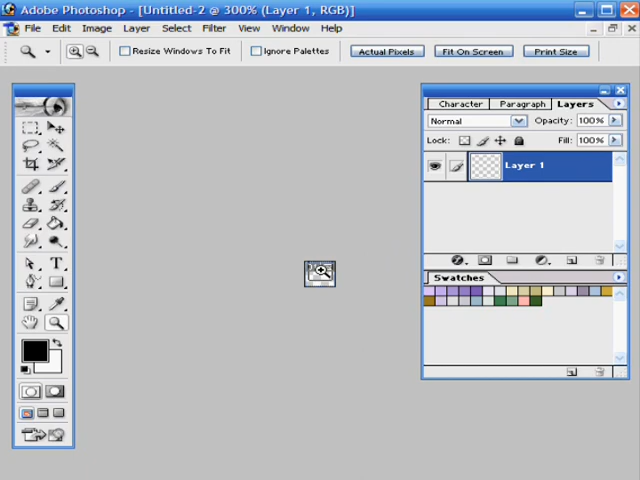 Adobe Photoshop - [Untitled-2 @ 300% (Layer 1, RGB)]
File Edit Image Layer Select Filter View Window Help
Resize Windows To Fit Ignore Palettes Actual Pixels Fit On Screen Print Size
Character Paragraph Layers
Normal Opacity: 100%
Lock: Fill: 100%
Layer 1
Swatches
T